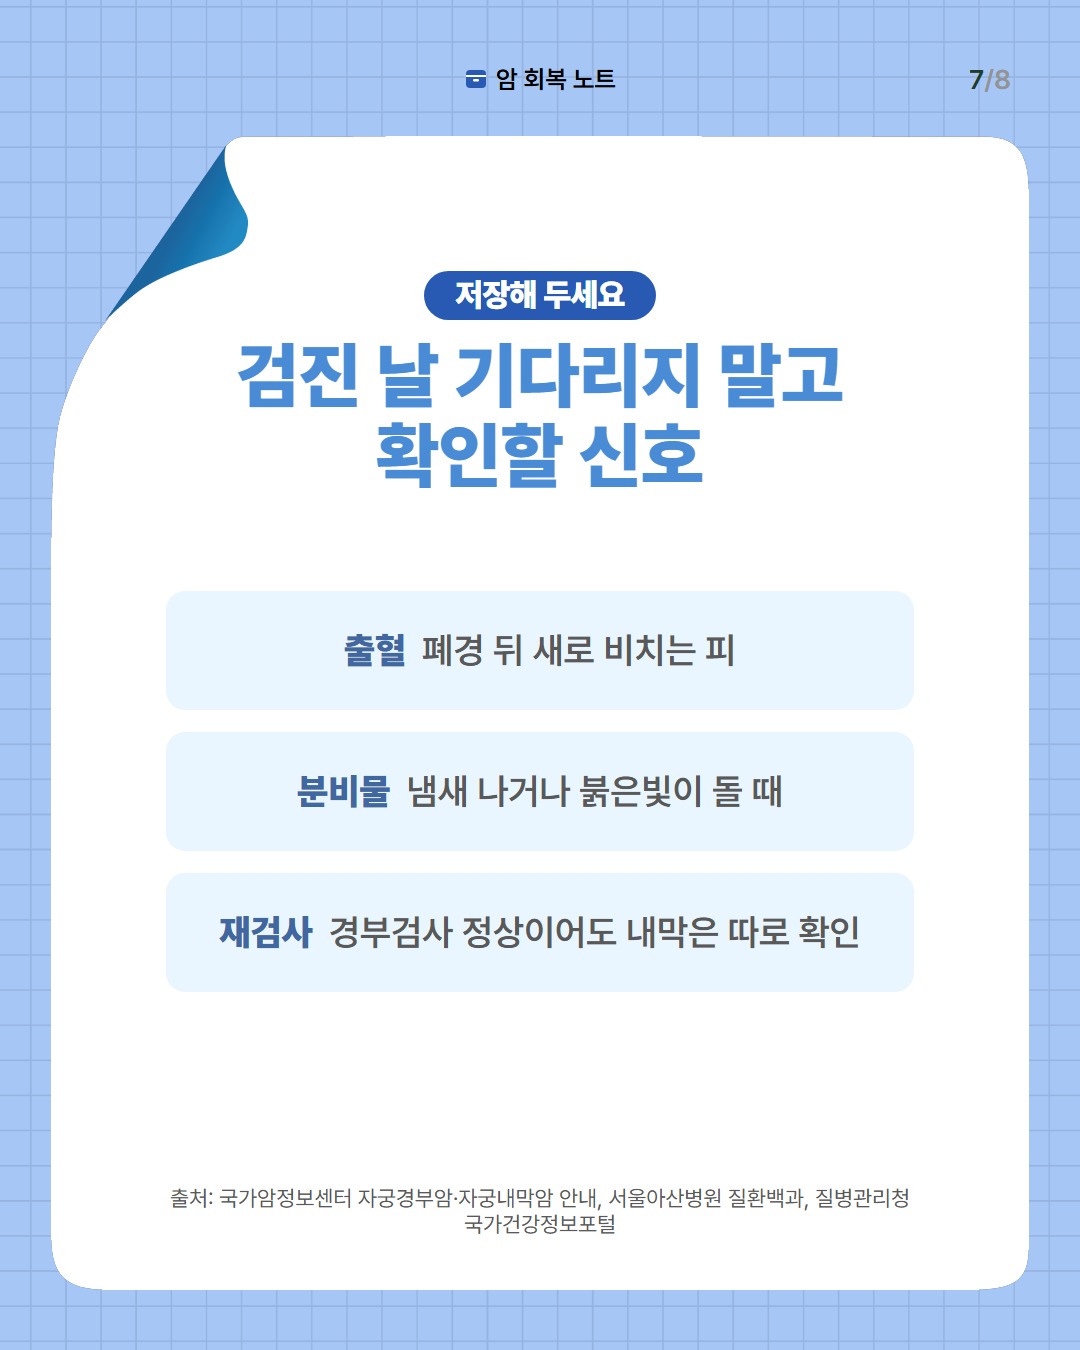 암 회복 노트
7/8
저장해 두세요
검진 날 기다리지 말고
확인할 신호
출혈 폐경 뒤 새로 비치는 피
분비물 냄새 나거나 붉은빛이 돌 때
재검사 경부검사 정상이어도 내막은 따로 확인
출처: 국가암정보센터 자궁경부암·자궁내막암 안내, 서울아산병원 질환백과, 질병관리청
국가건강정보포털